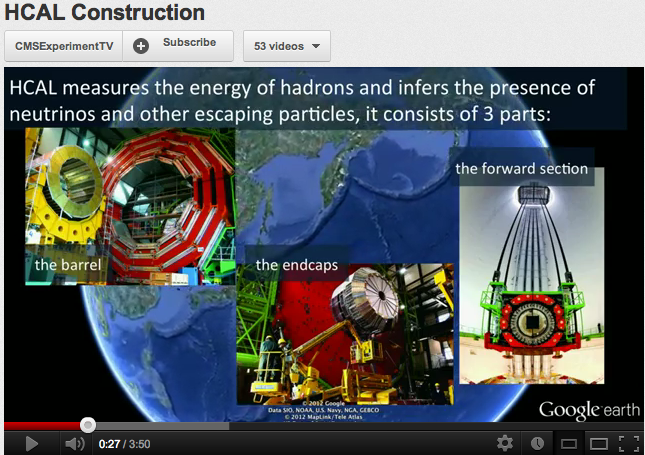 HCAL Construction
CMSExperimentTV
Subscribe
53 videos
HCAL measures the energy of hadrons and infers the presence of
neutrinos and other escaping particles, it consists of 3 parts:
the forward section
the barrel
the endcaps
© 2012 Google
Data SIO, NOAA, U.S. Navy, NGA, GEBCO
© 2012 MapLink/Tele Atlas
Google earth
0:27 / 3:50